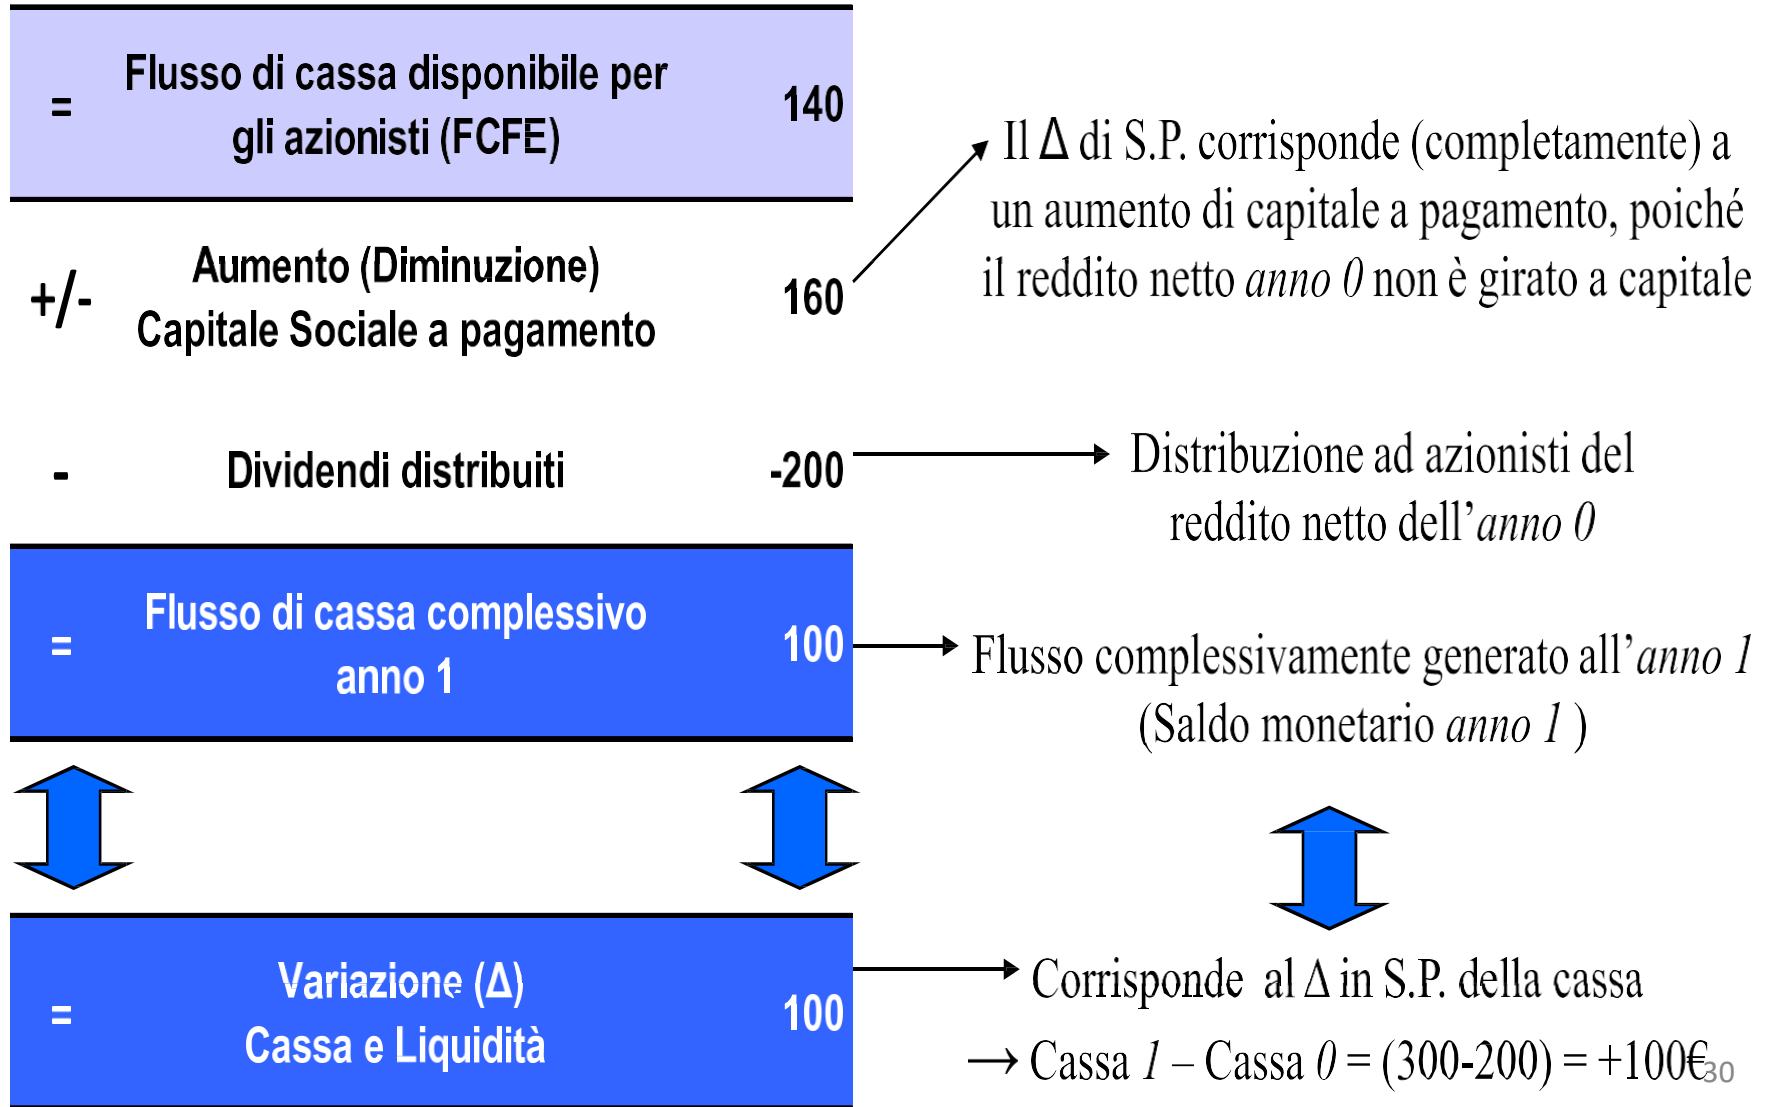 = Flusso di cassa disponibile per
gli azionisti (FCFE) 140
+/- Aumento (Diminuzione)
Capitale Sociale a pagamento 160
Il Δ di S.P. corrisponde (completamente) a
un aumento di capitale a pagamento, poiché
il reddito netto anno 0 non è girato a capitale
- Dividendi distribuiti -200
Distribuzione ad azionisti del
reddito netto dell’anno 0
= Flusso di cassa complessivo
anno 1 100
Flusso complessivamente generato all’anno 1
(Saldo monetario anno 1 )
= Variazione (Δ)
Cassa e Liquidità 100
Corrisponde al Δ in S.P. della cassa
→ Cassa 1 – Cassa 0 = (300-200) = +100€
30